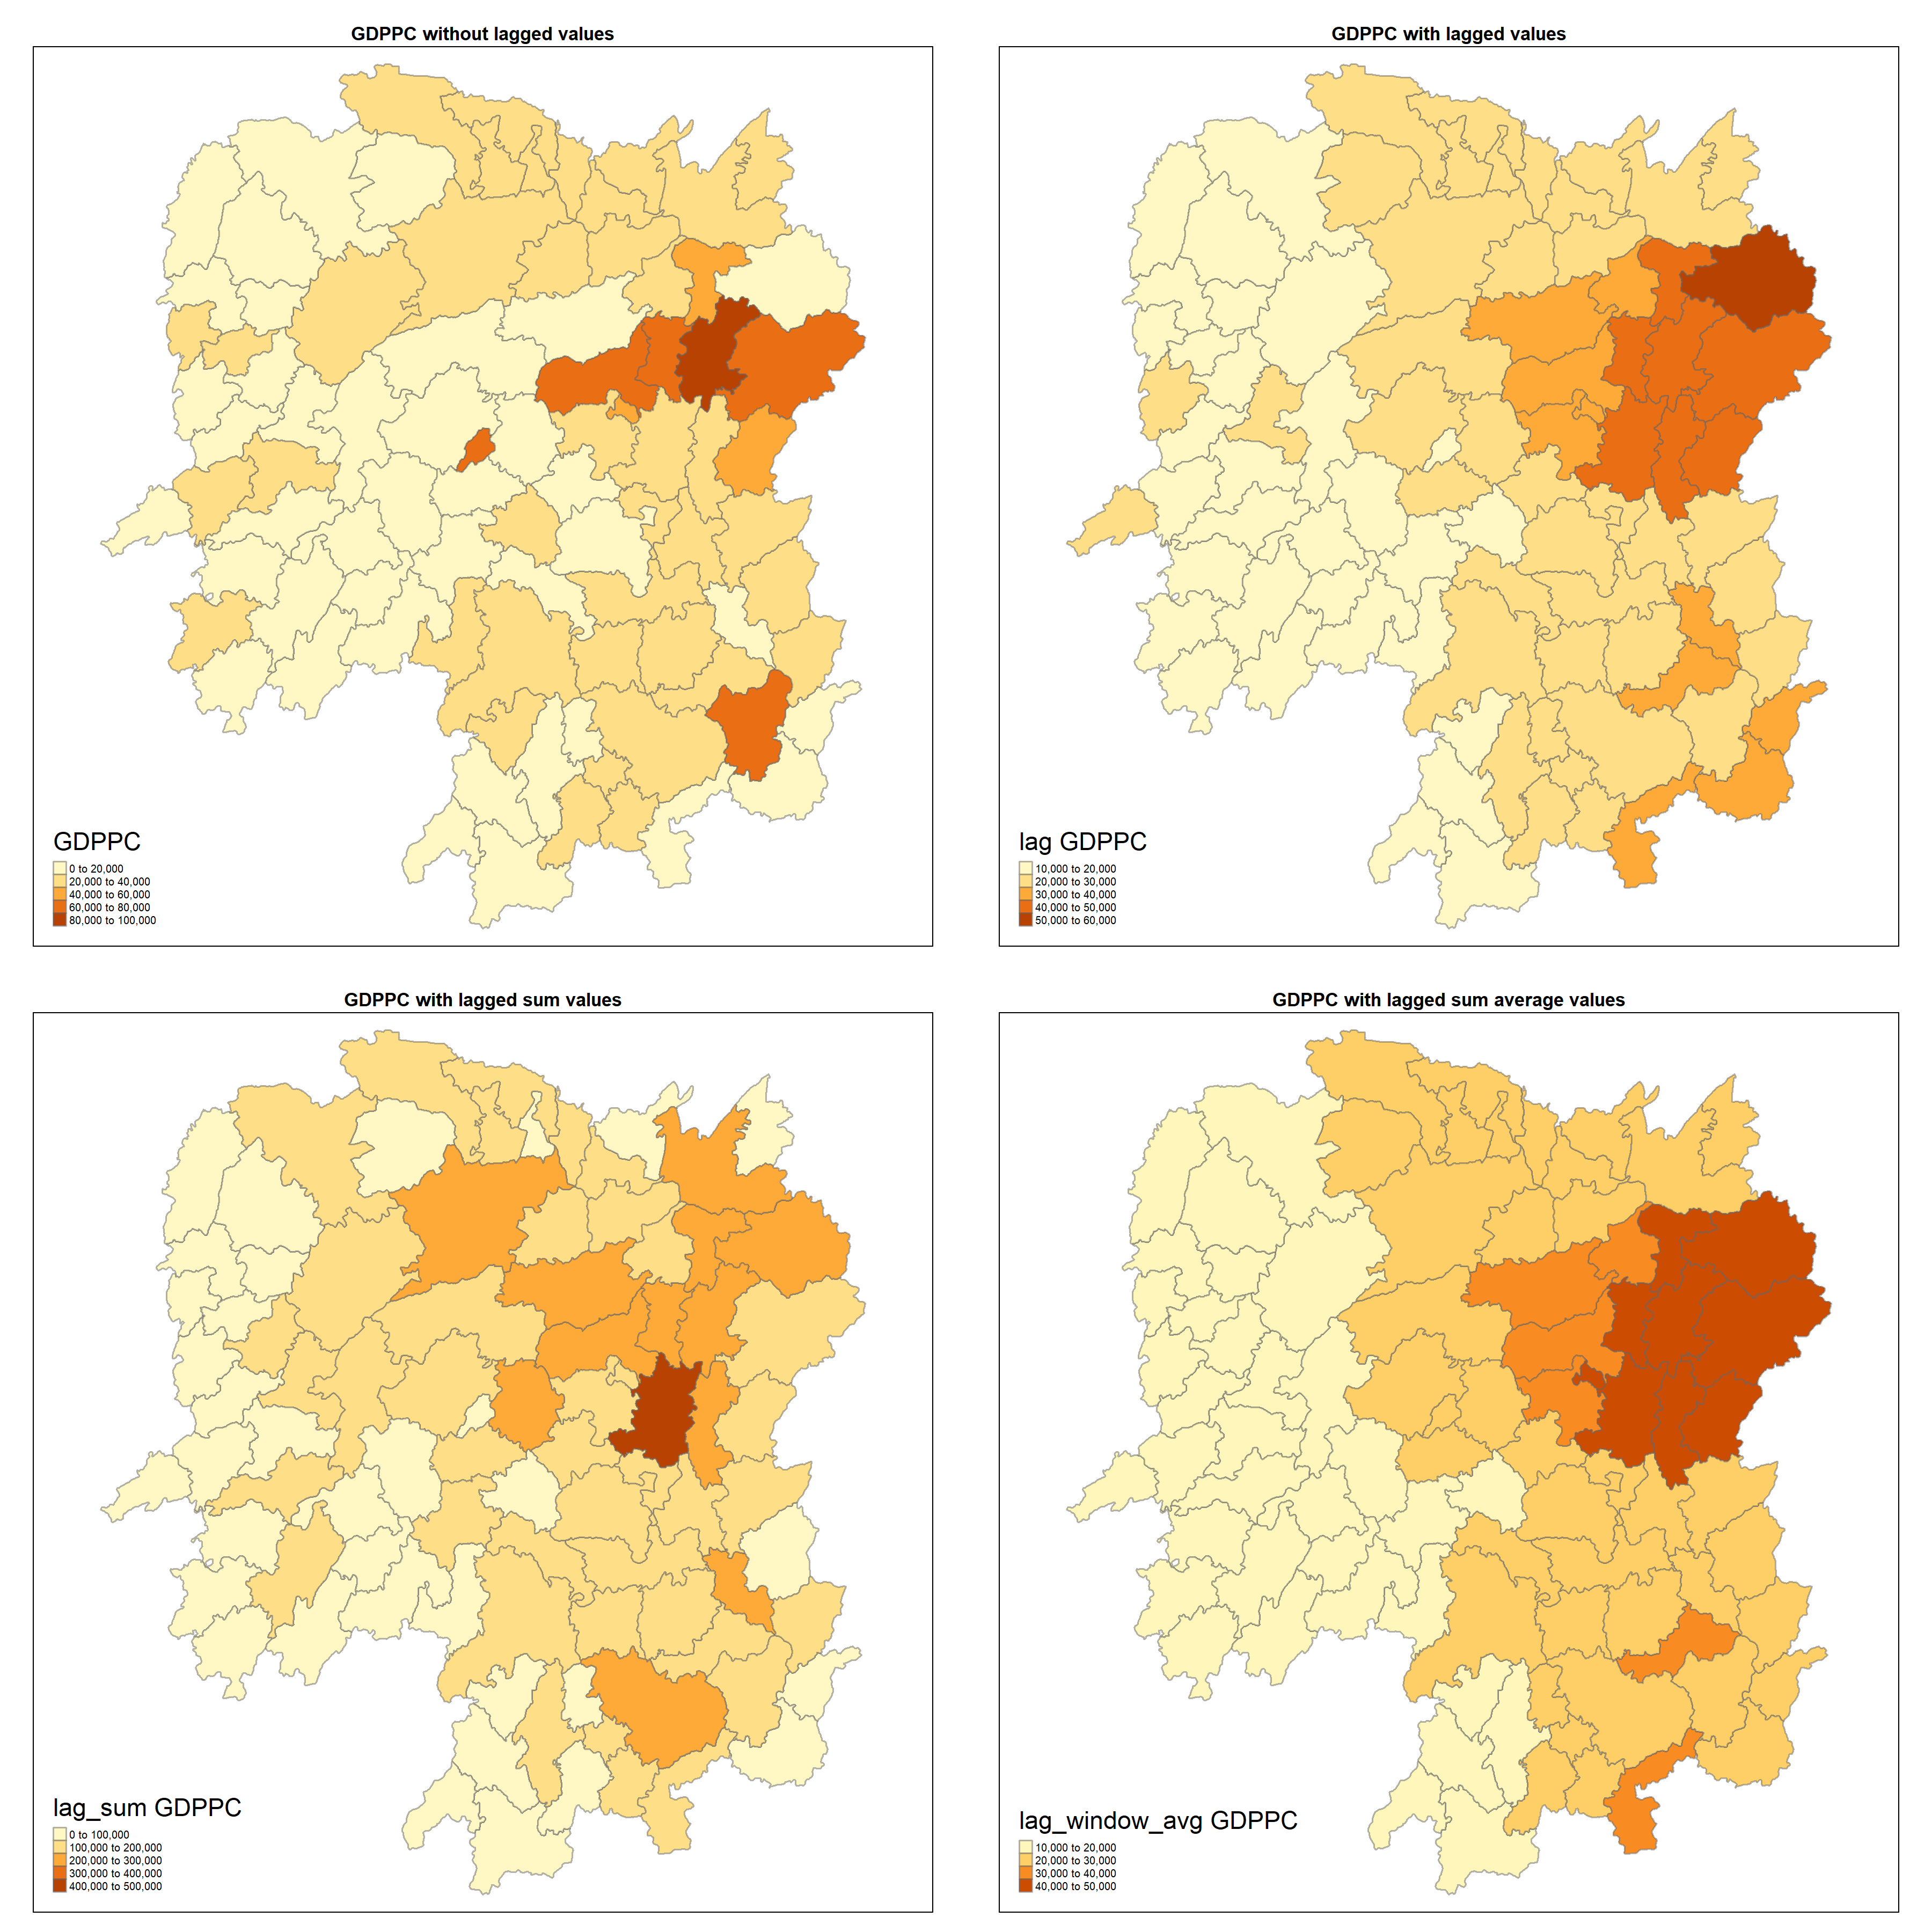 GDPPC without lagged values
GDPPC
0 to 20,000
20,000 to 40,000
40,000 to 60,000
60,000 to 80,000
80,000 to 100,000
GDPPC with lagged values
lag GDPPC
10,000 to 20,000
20,000 to 30,000
30,000 to 40,000
40,000 to 50,000
50,000 to 60,000
GDPPC with lagged sum values
lag_sum GDPPC
0 to 100,000
100,000 to 200,000
200,000 to 300,000
300,000 to 400,000
400,000 to 500,000
GDPPC with lagged sum average values
lag_window_avg GDPPC
10,000 to 20,000
20,000 to 30,000
30,000 to 40,000
40,000 to 50,000